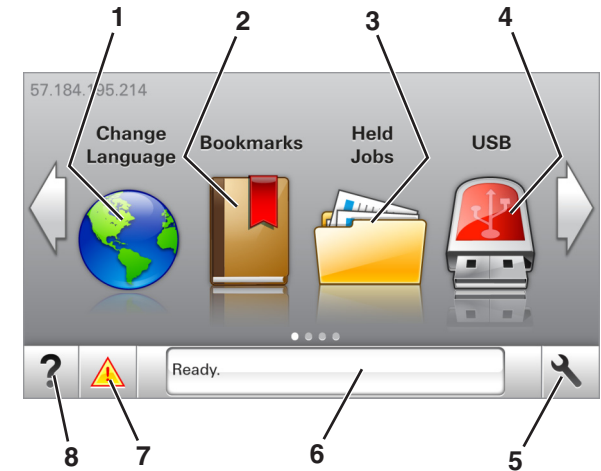 1 2 3 4
57.184.195.214
Change
Language
Bookmarks
Held
Jobs
USB
?
Ready.
8 7 6 5